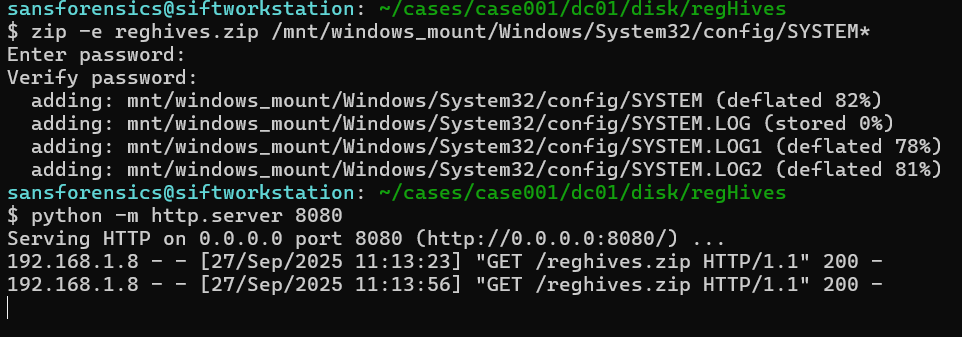 sansforensics@siftworkstation: ~/cases/case001/dc01/disk/regHives
$ zip -e reghives.zip /mnt/windows_mount/Windows/System32/config/SYSTEM*
Enter password:
Verify password:
  adding: mnt/windows_mount/Windows/System32/config/SYSTEM (deflated 82%)
  adding: mnt/windows_mount/Windows/System32/config/SYSTEM.LOG (stored 0%)
  adding: mnt/windows_mount/Windows/System32/config/SYSTEM.LOG1 (deflated 78%)
  adding: mnt/windows_mount/Windows/System32/config/SYSTEM.LOG2 (deflated 81%)
sansforensics@siftworkstation: ~/cases/case001/dc01/disk/regHives
$ python -m http.server 8080
Serving HTTP on 0.0.0.0 port 8080 (http://0.0.0.0:8080/) ...
192.168.1.8 - - [27/Sep/2025 11:13:23] "GET /reghives.zip HTTP/1.1" 200 -
192.168.1.8 - - [27/Sep/2025 11:13:56] "GET /reghives.zip HTTP/1.1" 200 -